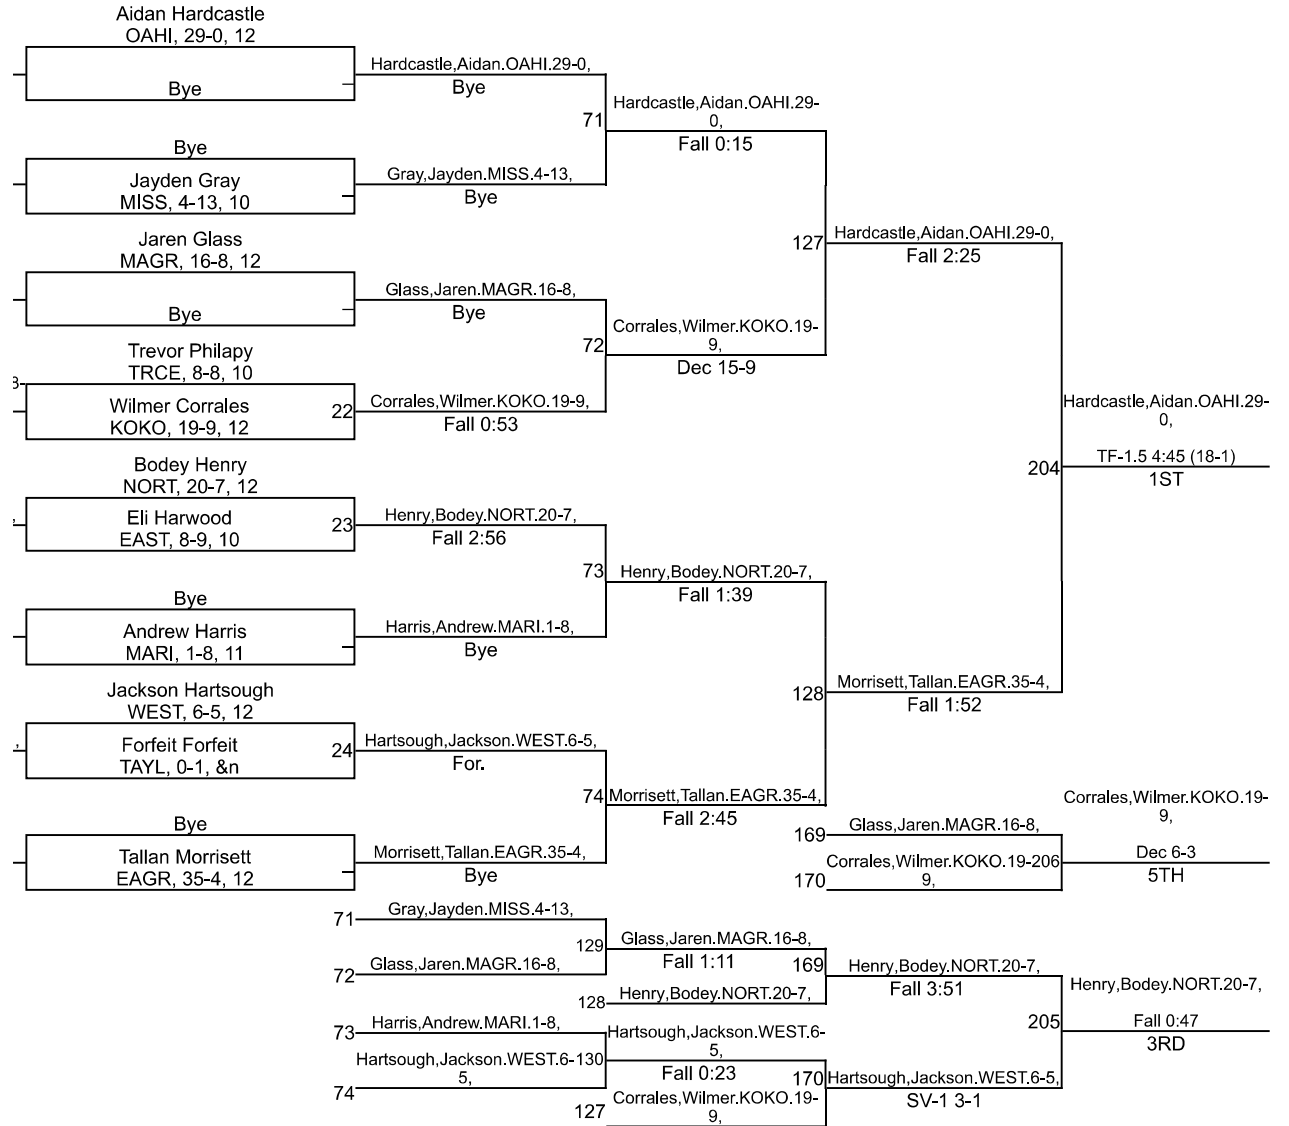 Aidan Hardcastle
OAHI, 29-0, 12
Bye
Hardcastle,Aidan.OAHI.29-0,
Bye
71
Hardcastle,Aidan.OAHI.29-
0,
Fall 0:15
Bye
Jayden Gray
MISS, 4-13, 10
Gray,Jayden.MISS.4-13,
Bye
127
Hardcastle,Aidan.OAHI.29-0,
Fall 2:25
Jaren Glass
MAGR, 16-8, 12
Bye
Glass,Jaren.MAGR.16-8,
Bye
72
Corrales,Wilmer.KOKO.19-
9,
Dec 15-9
Trevor Philapy
TRCE, 8-8, 10
Wilmer Corrales
KOKO, 19-9, 12
22
Corrales,Wilmer.KOKO.19-9,
Fall 0:53
204
Hardcastle,Aidan.OAHI.29-
0,
TF-1.5 4:45 (18-1)
1ST
Bodey Henry
NORT, 20-7, 12
Eli Harwood
EAST, 8-9, 10
23
Henry,Bodey.NORT.20-7,
Fall 2:56
73
Henry,Bodey.NORT.20-7,
Fall 1:39
Bye
Andrew Harris
MARI, 1-8, 11
Harris,Andrew.MARI.1-8,
Bye
128
Morrisett,Tallan.EAGR.35-4,
Fall 1:52
Jackson Hartsough
WEST, 6-5, 12
Forfeit Forfeit
TAYL, 0-1, &n
24
Hartsough,Jackson.WEST.6-5,
For.
74
Morrisett,Tallan.EAGR.35-4,
Fall 2:45
Bye
Tallan Morrisett
EAGR, 35-4, 12
Morrisett,Tallan.EAGR.35-4,
Bye
169
Glass,Jaren.MAGR.16-8,
170
Corrales,Wilmer.KOKO.19-206
9,
Corrales,Wilmer.KOKO.19-
9,
Dec 6-3
5TH
71
Gray,Jayden.MISS.4-13,
72
Glass,Jaren.MAGR.16-8,
129
Glass,Jaren.MAGR.16-8,
Fall 1:11
128
Henry,Bodey.NORT.20-7,
169
Henry,Bodey.NORT.20-7,
Fall 3:51
73
Harris,Andrew.MARI.1-8,
74
Hartsough,Jackson.WEST.6-130
5,
Hartsough,Jackson.WEST.6-
5,
Fall 0:23
127
Corrales,Wilmer.KOKO.19-
9,
170
Hartsough,Jackson.WEST.6-5,
SV-1 3-1
205
Henry,Bodey.NORT.20-7,
Fall 0:47
3RD